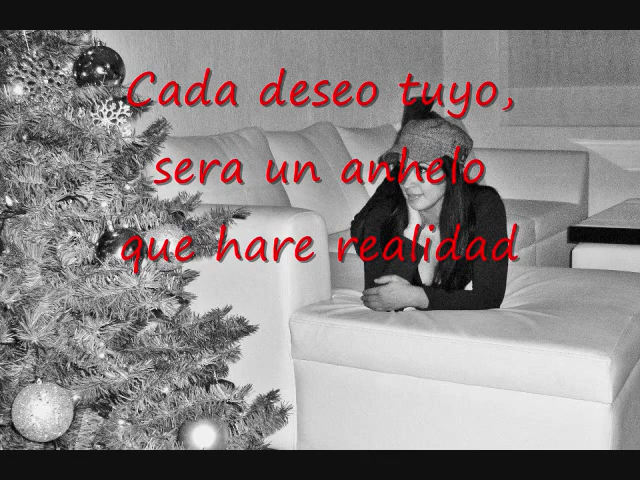 Cada deseo tuyo,
sera un anhelo
que hare realidad